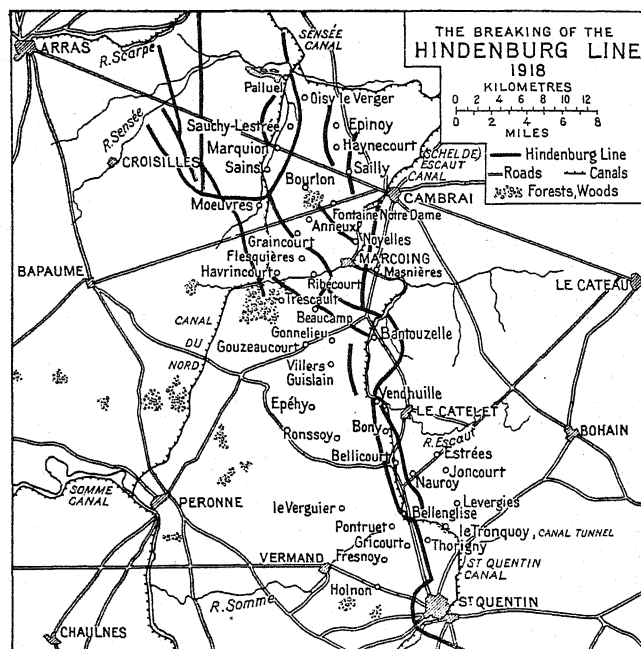 THE BREAKING OF THE
HINDENBURG LINE
1918
KILOMETRES
0 2 4 6 8 10 12
0 2 4 6 8
MILES
Hindenburg Line
Roads Canals
Forests, Woods
ARRAS
R. Scarpe
SENSÉE
CANAL
Palluel
Oisy le Verger
R. Sensée
Sauchy-Lestrée
Epinoy
Marquion
Haynecourt
CROISILLES
Sains
Sailly
(SCHELDE)
ESCAUT
CANAL
Bourlon
CAMBRAI
Moeuvres
Fontaine Notre Dame
Anneux
Graincourt
Noyelles
Flesquières
MARCOING
BAPAUME
Havrincourt
Ribécourt
Masnières
LE CATEAU
Trescault
Beaucamp
CANAL
DU
NORD
Gonnelieu
Bantouzelle
Gouzeaucourt
Villers
Guislain
Vendhuille
Epéhy
LE CATELET
Bony
R. Escaut
BOHAIN
Ronssoy
Estrées
Bellicourt
Joncourt
Nauroy
SOMME
CANAL
PERONNE
le Verguier
Levergies
Bellenglise
Pontruet
le Tronquoy, CANAL TUNNEL
Gricourt
Thorigny
VERMAND
Fresnoy
ST QUENTIN
CANAL
Holnon
R. Somme
ST QUENTIN
CHAULNES